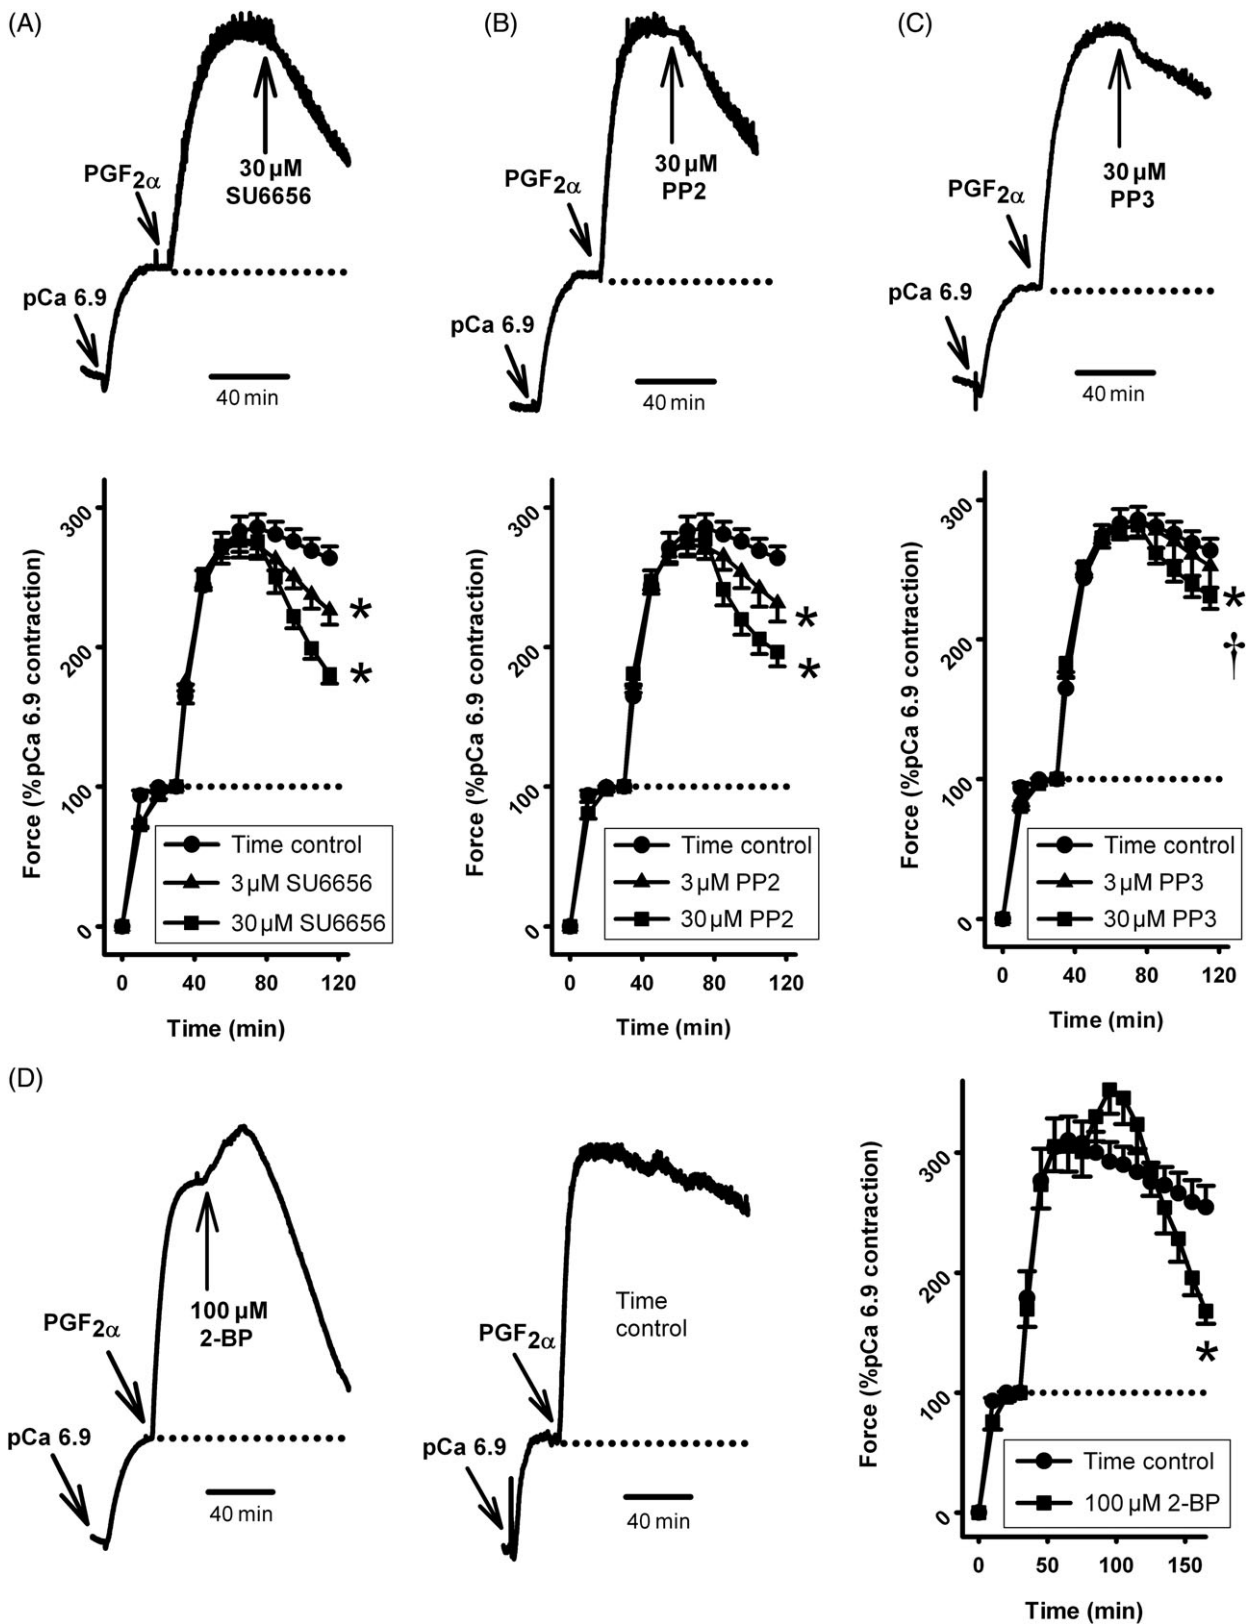 (A)
PGF2α
30 µM
SU6656
pCa 6.9
40 min
(B)
PGF2α
30 µM
PP2
pCa 6.9
40 min
(C)
PGF2α
30 µM
PP3
pCa 6.9
40 min
Force (%pCa 6.9 contraction)
300
200
100
0
*
*
Time control
3 µM SU6656
30 µM SU6656
0 40 80 120
Time (min)
Force (%pCa 6.9 contraction)
300
200
100
0
*
*
Time control
3 µM PP2
30 µM PP2
0 40 80 120
Time (min)
Force (%pCa 6.9 contraction)
300
200
100
0
*
†
Time control
3 µM PP3
30 µM PP3
0 40 80 120
Time (min)
(D)
100 µM
2-BP
PGF2α
pCa 6.9
40 min
Time
control
PGF2α
pCa 6.9
40 min
Force (%pCa 6.9 contraction)
300
200
100
0
*
Time control
100 µM 2-BP
0 50 100 150
Time (min)